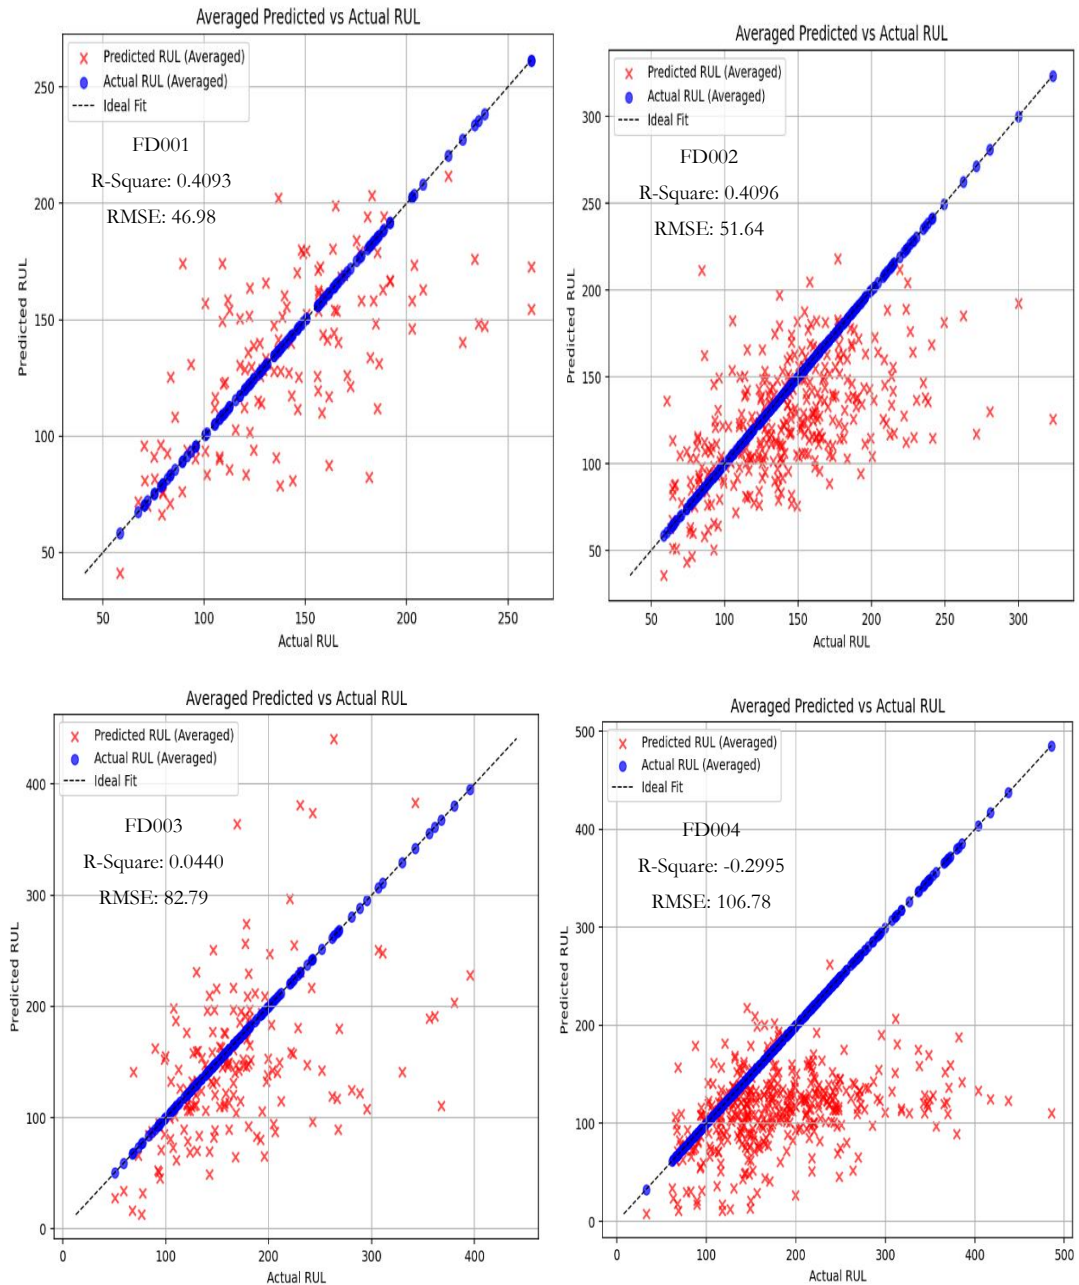 Averaged Predicted vs Actual RUL
Predicted RUL (Averaged)
Actual RUL (Averaged)
Ideal Fit
FD001
R-Square: 0.4093
RMSE: 46.98
250
200
150
100
50
Predicted RUL
50 100 150 200 250
Actual RUL
Averaged Predicted vs Actual RUL
Predicted RUL (Averaged)
Actual RUL (Averaged)
Ideal Fit
FD002
R-Square: 0.4096
RMSE: 51.64
300
250
200
150
100
50
Predicted RUL
50 100 150 200 250 300
Actual RUL
Averaged Predicted vs Actual RUL
Predicted RUL (Averaged)
Actual RUL (Averaged)
Ideal Fit
FD003
R-Square: 0.0440
RMSE: 82.79
400
300
200
100
0
Predicted RUL
0 100 200 300 400
Actual RUL
Averaged Predicted vs Actual RUL
Predicted RUL (Averaged)
Actual RUL (Averaged)
Ideal Fit
FD004
R-Square: -0.2995
RMSE: 106.78
500
400
300
200
100
0
Predicted RUL
0 100 200 300 400 500
Actual RUL